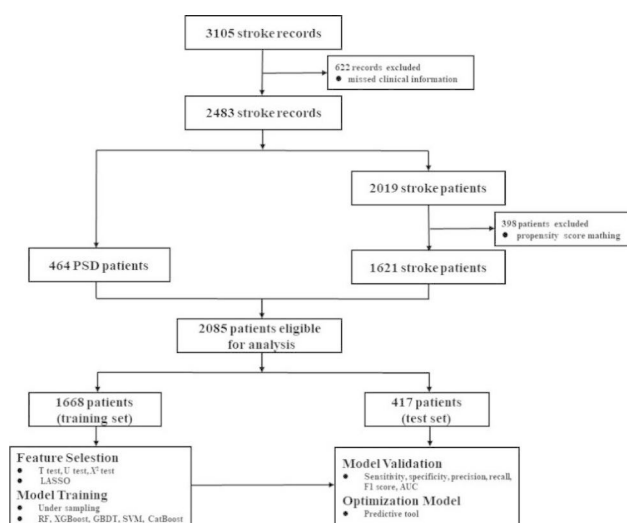 3105 stroke records
622 records excluded
● missed clinical information
2483 stroke records
2019 stroke patients
398 patients excluded
● propensity score mathing
464 PSD patients
1621 stroke patients
2085 patients eligible
for analysis
1668 patients
(training set)
417 patients
(test set)
Feature Selection
● T test, U test, X² test
● LASSO
Model Training
● Under sampling
● RF, XGBoost, GBDT, SVM, CatBoost
Model Validation
● Sensitivity, specificity, precision, recall,
F1 score, AUC
Optimization Model
● Predictive tool